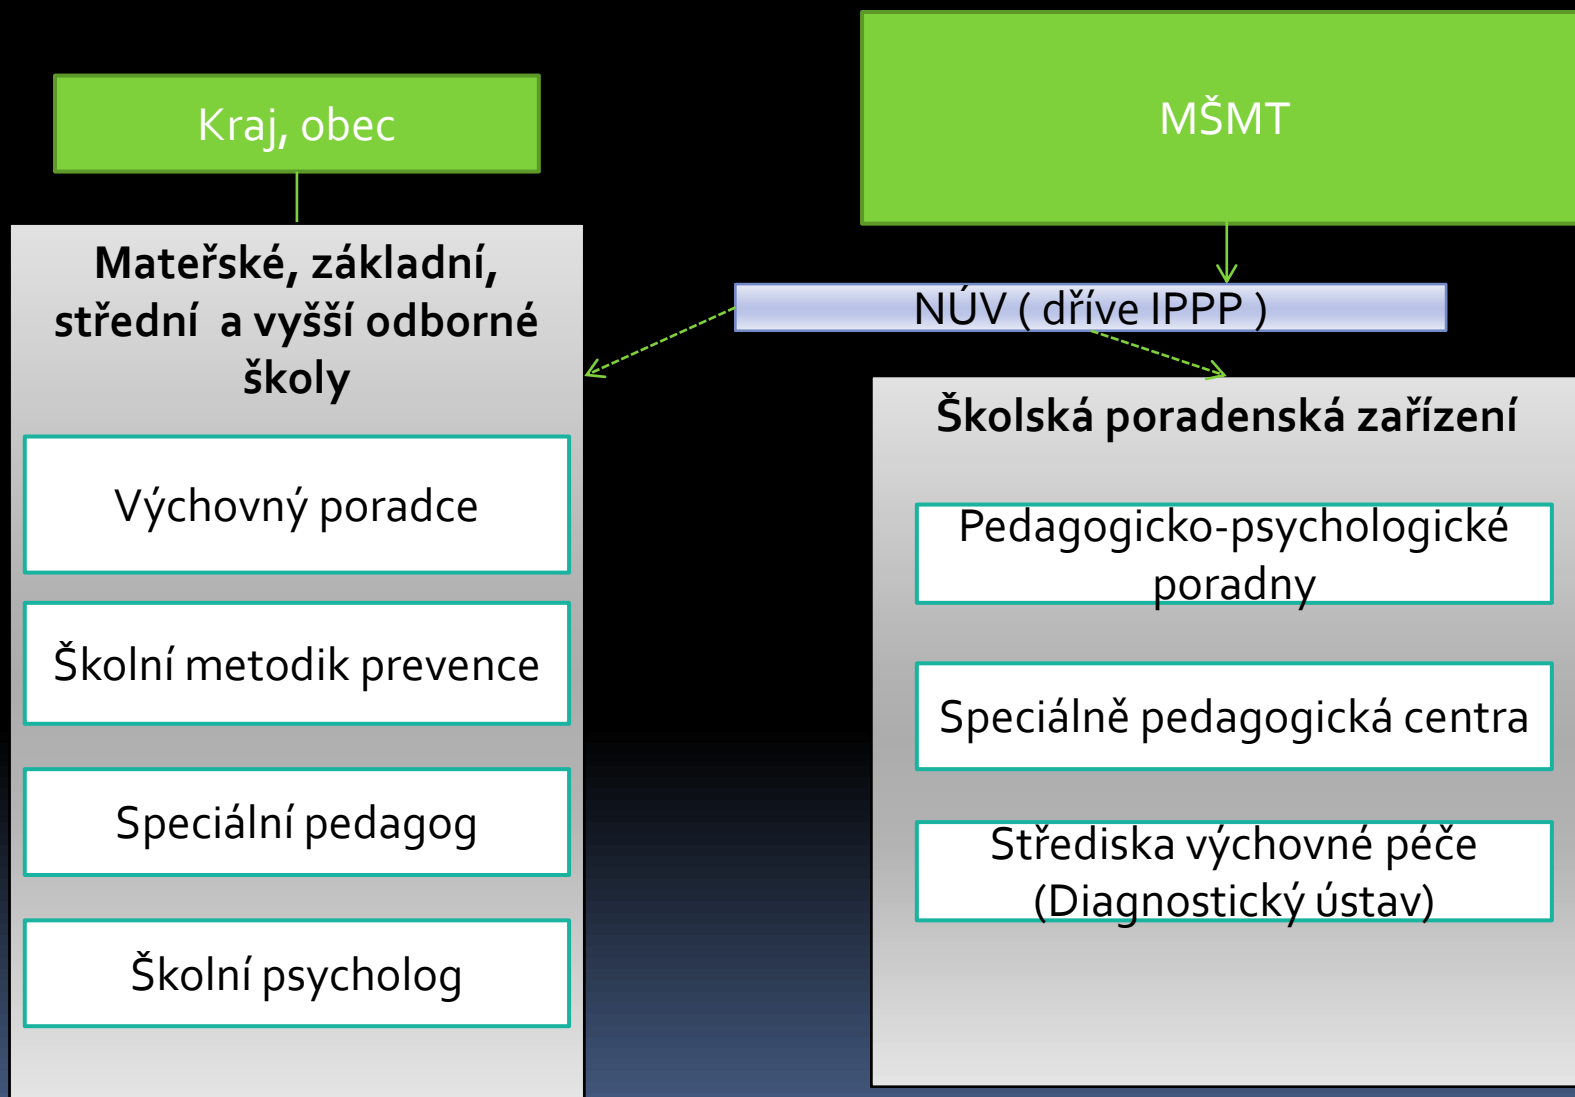 Kraj, obec
MŠMT
Mateřské, základní,
střední a vyšší odborné
školy
Výchovný poradce
Školní metodik prevence
Speciální pedagog
Školní psycholog
NÚV ( dříve IPPP )
Školská poradenská zařízení
Pedagogicko-psychologické
poradny
Speciálně pedagogická centra
Střediska výchovné péče
(Diagnostický ústav)